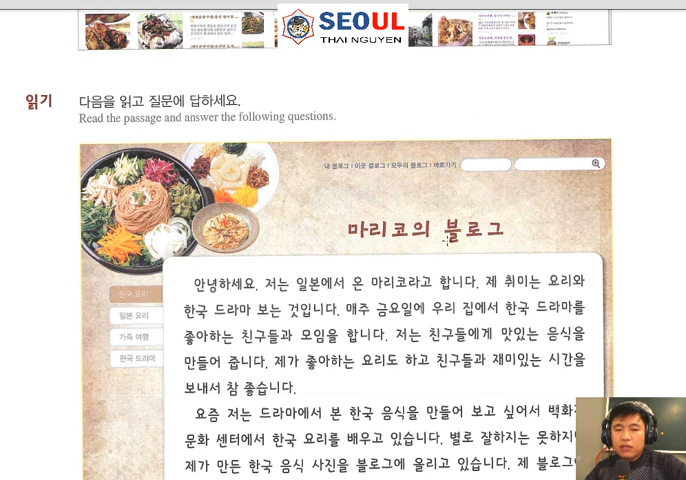 SEOUL
THAI NGUYEN
읽기
다음을 읽고 질문에 답하세요.
Read the passage and answer the following questions.
내 블로그 | 이웃 블로그 | 모두의 블로그 | 바로가기
마리코의 블로그
한국 요리
일본 요리
가족 여행
한국 드라마
안녕하세요. 저는 일본에서 온 마리코라고 합니다. 제 취미는 요리와
한국 드라마 보는 것입니다. 매주 금요일에 우리 집에서 한국 드라마를
좋아하는 친구들과 모임을 합니다. 저는 친구들에게 맛있는 음식을
만들어 줍니다. 제가 좋아하는 요리도 하고 친구들과 재미있는 시간을
보내서 참 좋습니다.
요즘 저는 드라마에서 본 한국 음식을 만들어 보고 싶어서 백화
문화 센터에서 한국 요리를 배우고 있습니다. 별로 잘하지는 못하지
제가 만든 한국 음식 사진을 블로그에 올리고 있습니다. 제 블로그